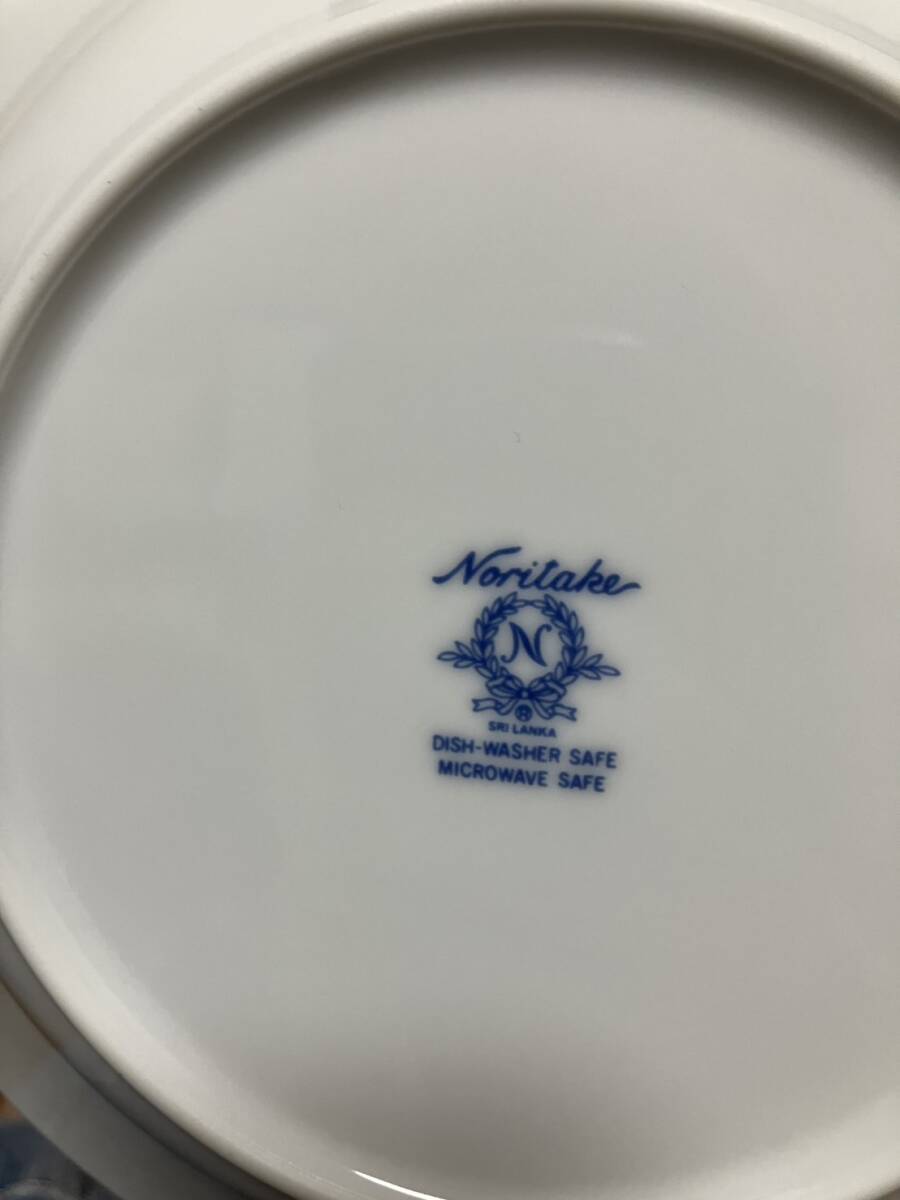 Noritake
N
®
SRI LANKA
DISH-WASHER SAFE
MICROWAVE SAFE